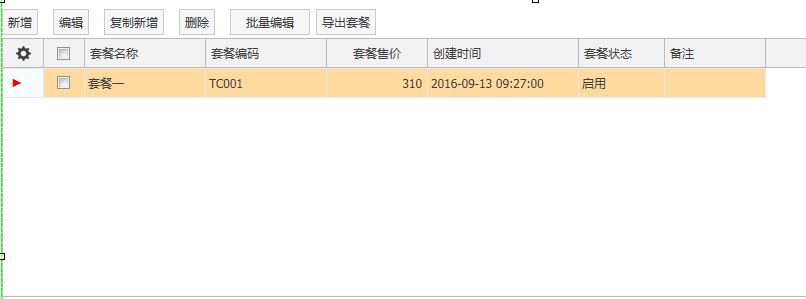 新增 编辑 复制新增 删除 批量编辑 导出套餐
套餐名称 套餐编码 套餐售价 创建时间 套餐状态 备注
套餐一 TC001 310 2016-09-13 09:27:00 启用